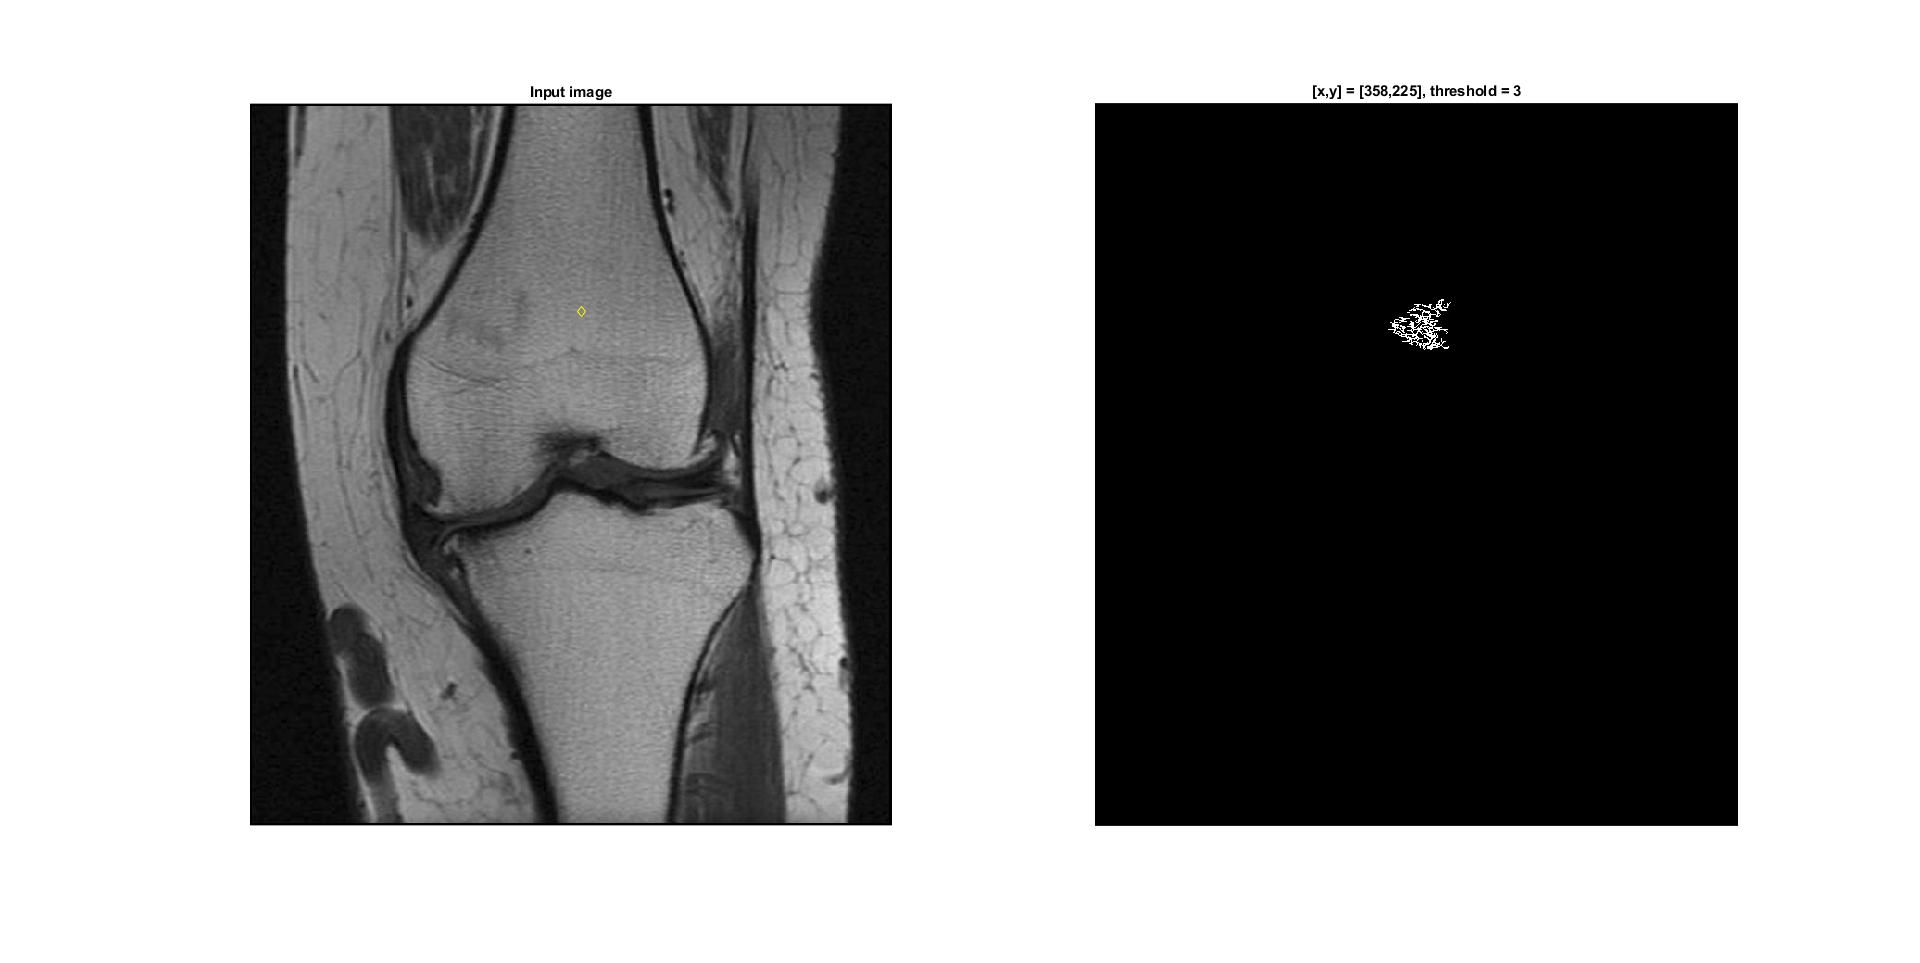 Input image
[x,y] = [358,225], threshold = 3